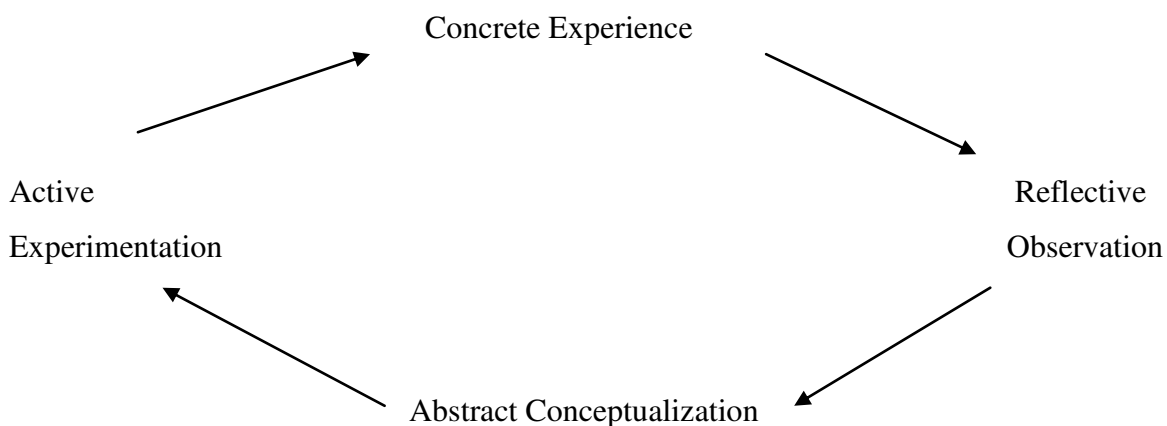 Concrete Experience
Active
Experimentation
Reflective
Observation
Abstract Conceptualization